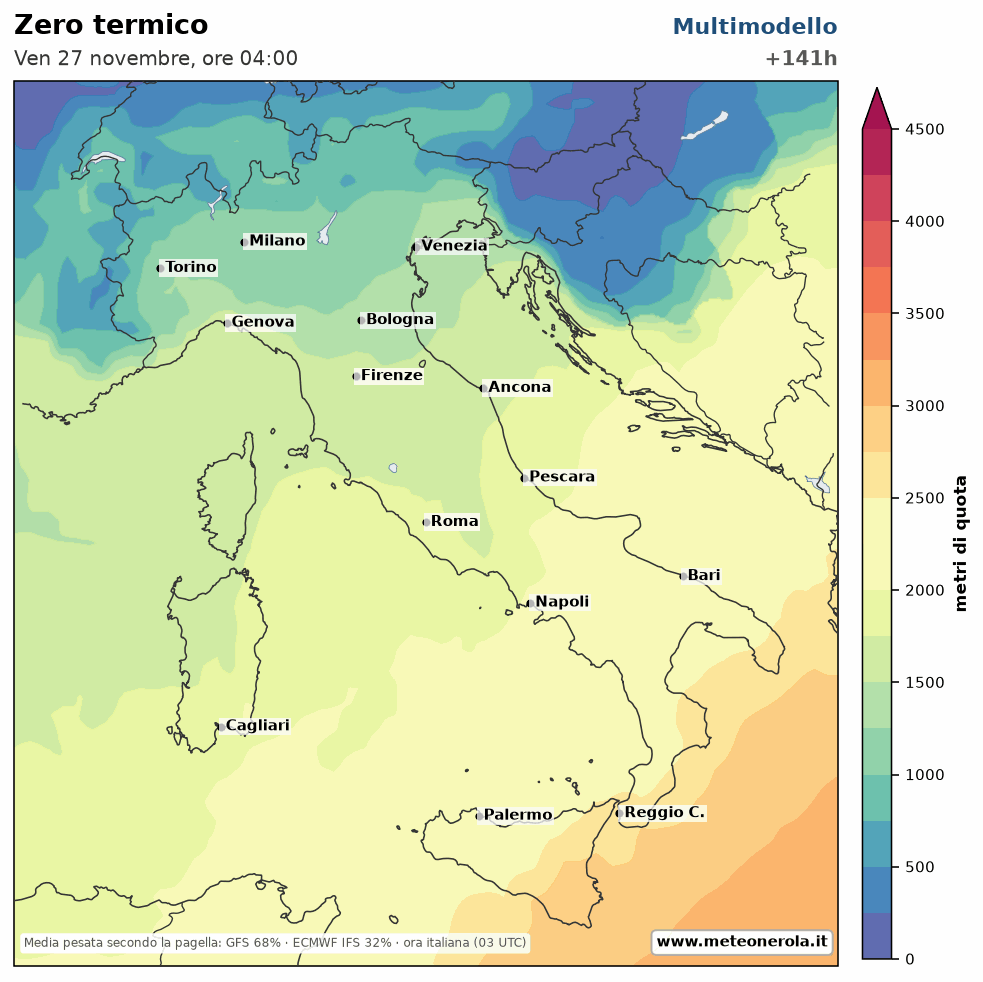 Zero termico
Multimodello
Ven 27 novembre, ore 04:00
+141h
Milano
Venezia
Torino
Genova
Bologna
Firenze
Ancona
Pescara
Roma
Bari
Napoli
Cagliari
Palermo
Reggio C.
4500
4000
3500
3000
2500
2000
1500
1000
500
0
metri di quota
Media pesata secondo la pagella: GFS 68% · ECMWF IFS 32% · ora italiana (03 UTC)
www.meteonerola.it